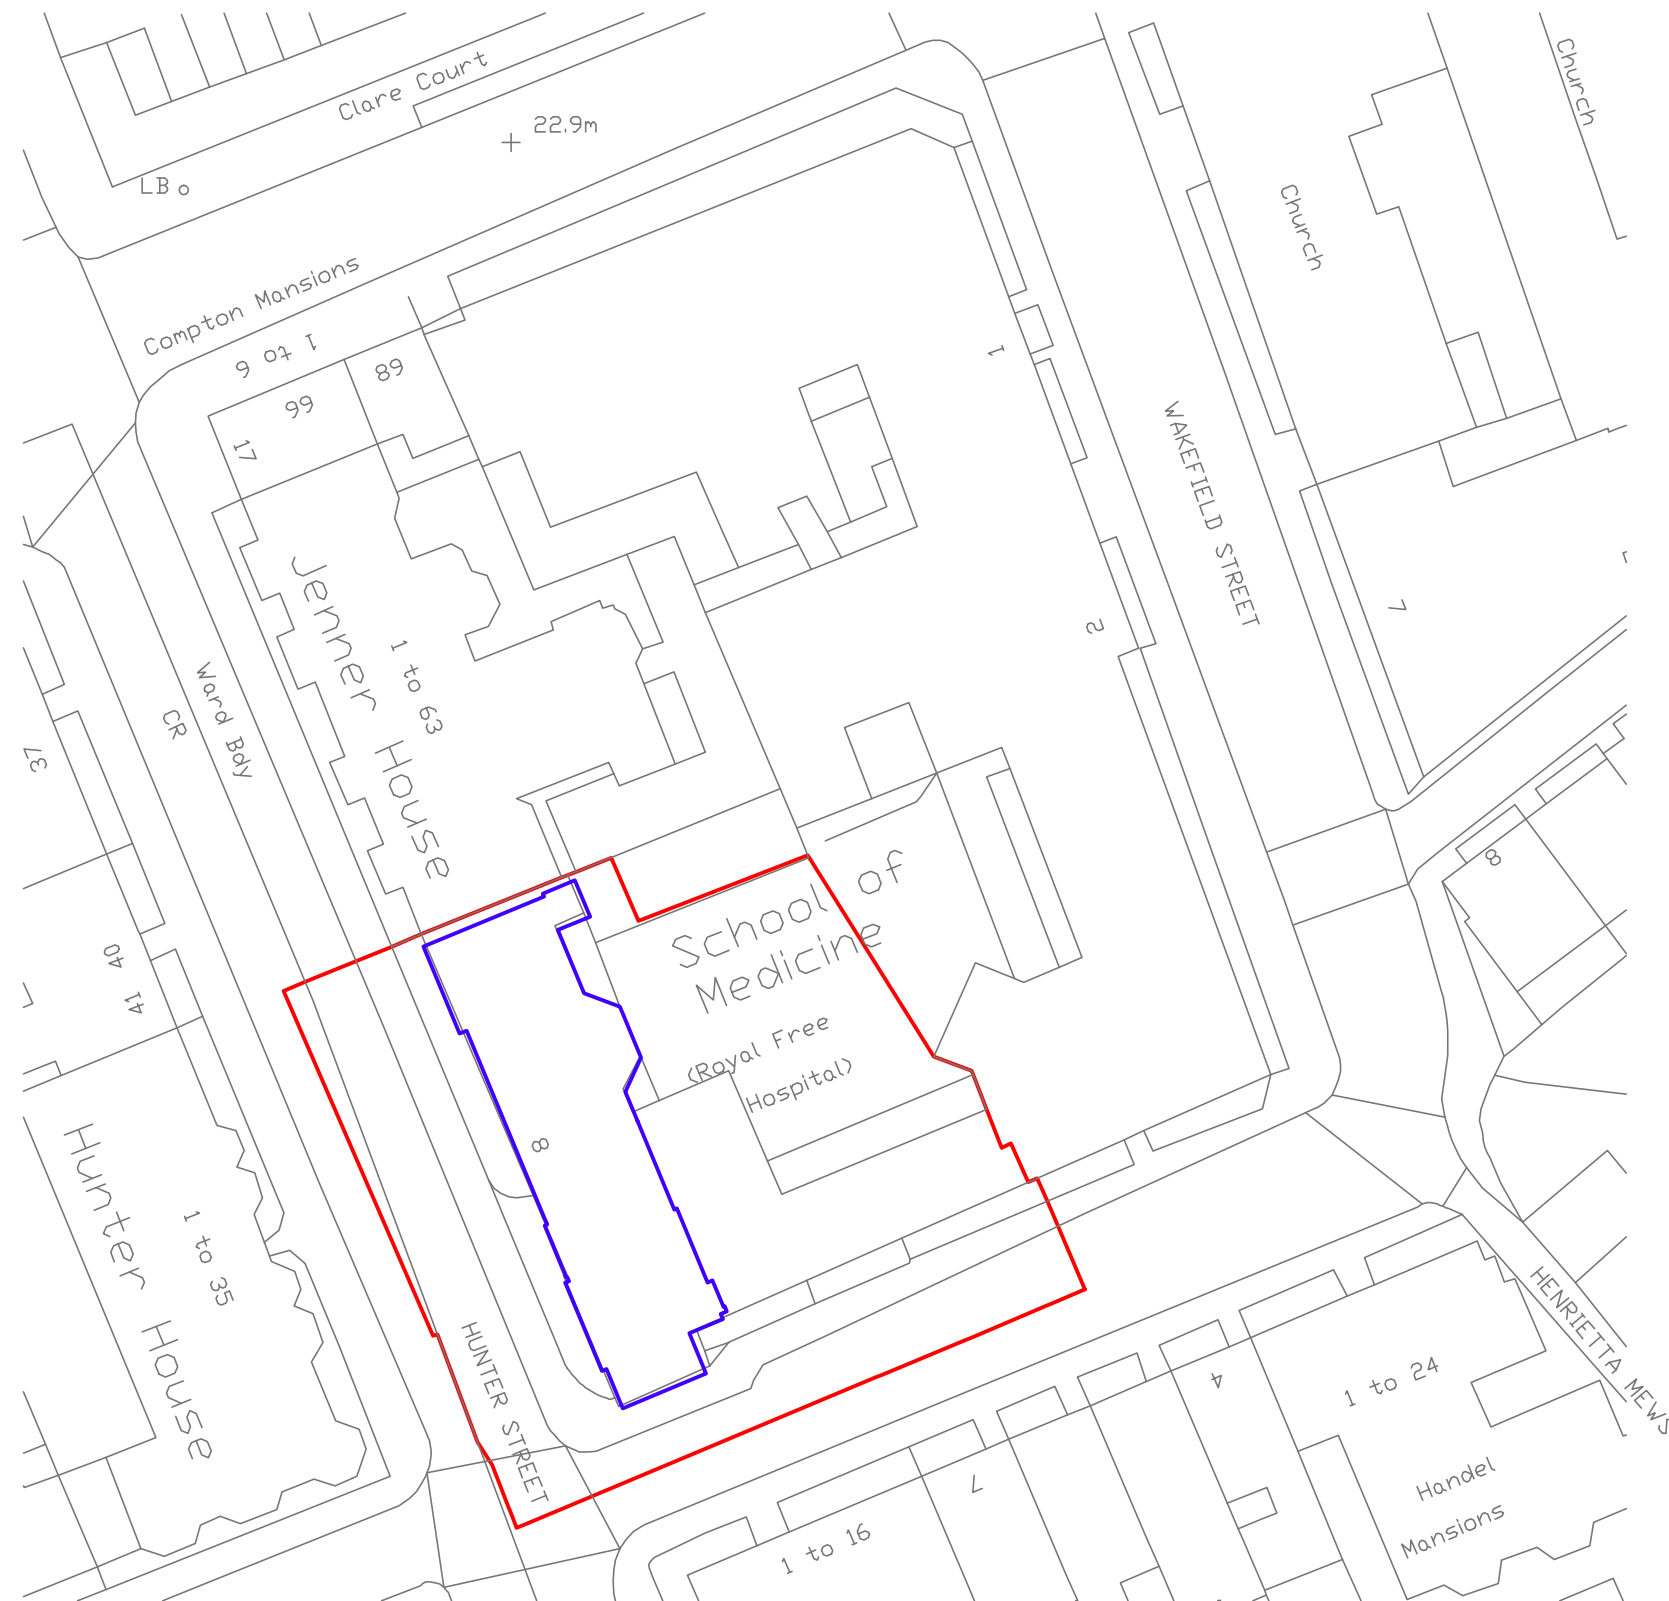 Clare Court
22.9m
LB
Church
Church
Compton Mansions
1 to 6
68
66
17
1
WAKEFIELD STREET
Jenner House
1 to 63
Ward Bdy
CR
2
7
37
8
School of
Medicine
(Royal Free
Hospital)
40
41
8
Hunter House
1 to 35
HUNTER STREET
HENRIETTA MEWS
1 to 24
4
7
Handel
Mansions
1 to 16